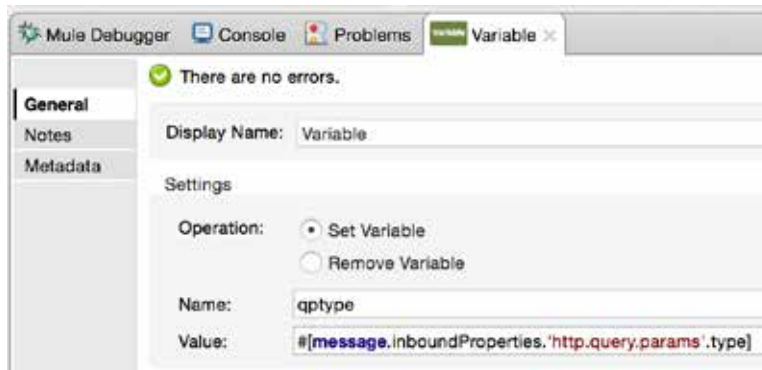 Mule Debugger Console Problems VARIABLE Variable
There are no errors.
General
Notes
Metadata
Display Name: Variable
Settings
Operation: Set Variable
Remove Variable
Name: qptype
Value: #[message.inboundProperties.'http.query.params'.type]